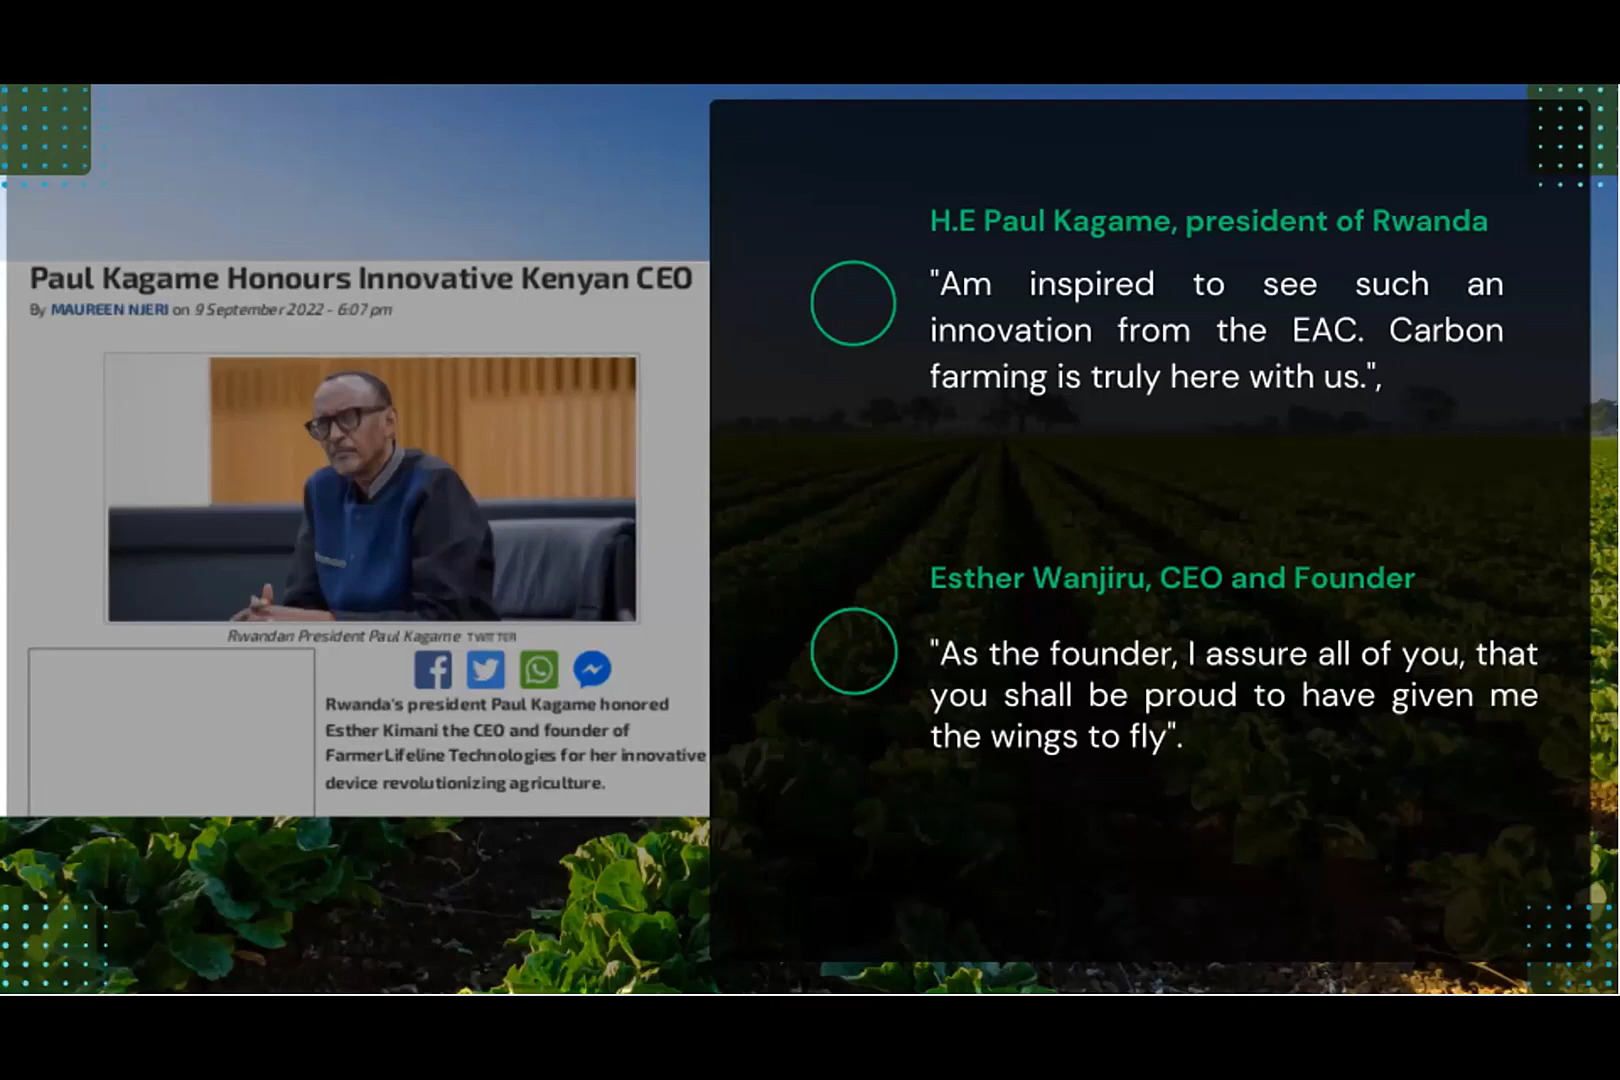 Paul Kagame Honours Innovative Kenyan CEO
By MAUREEN NJERI on 9 September 2022 - 6:07 pm
Rwandan President Paul Kagame TWITTER
Rwanda's president Paul Kagame honored
Esther Kimani the CEO and founder of
FarmerLifeline Technologies for her innovative
device revolutionizing agriculture.
H.E Paul Kagame, president of Rwanda
"Am inspired to see such an
innovation from the EAC. Carbon
farming is truly here with us.",
Esther Wanjiru, CEO and Founder
"As the founder, I assure all of you, that
you shall be proud to have given me
the wings to fly".